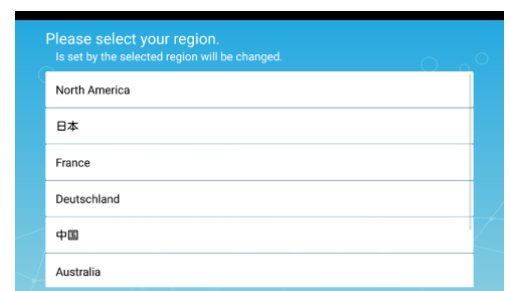 Please select your region.
Is set by the selected region will be changed.
North America
日本
France
Deutschland
中国
Australia